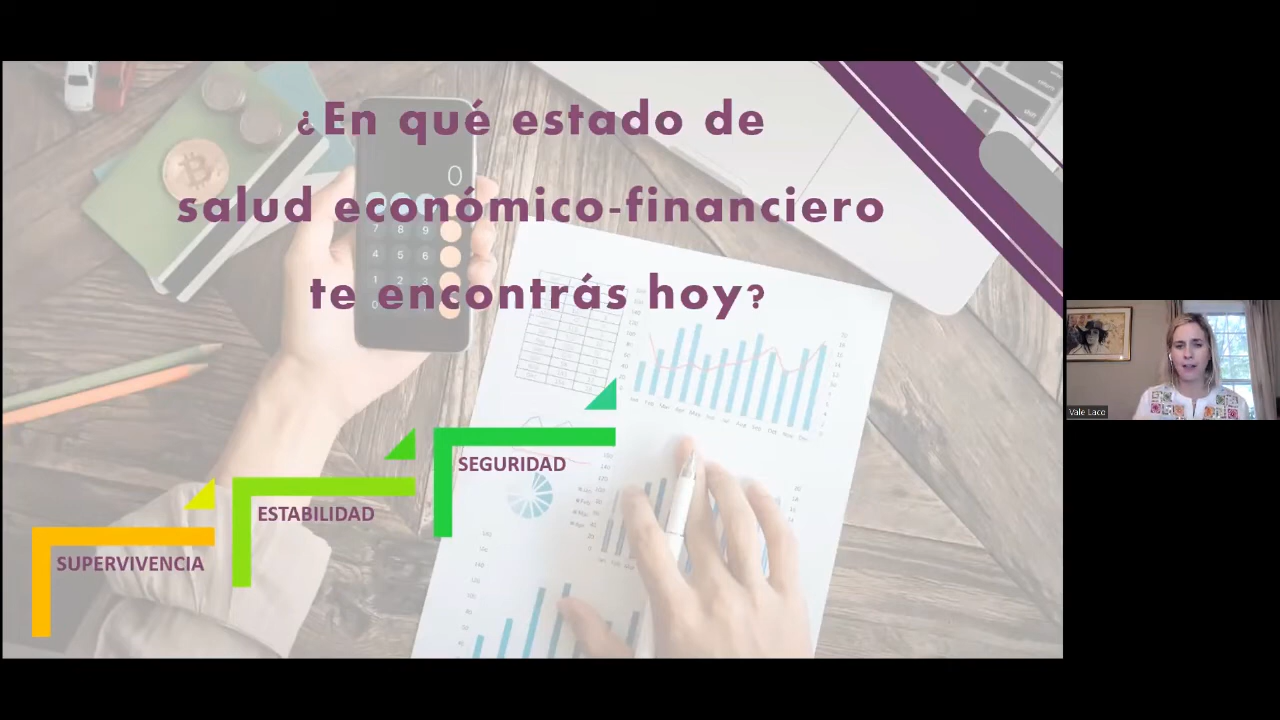 ¿En qué estado de
salud económico-financiero
te encontrás hoy?
SEGURIDAD
ESTABILIDAD
SUPERVIVENCIA
Vale Laco